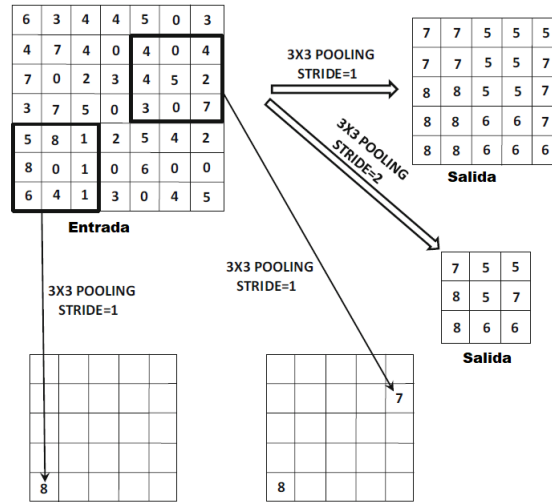 6 3 4 4 5 0 3
4 7 4 0 4 0 4
7 0 2 3 4 5 2
3 7 5 0 3 0 7
5 8 1 2 5 4 2
8 0 1 0 6 0 0
6 4 1 3 0 4 5
Entrada
3X3 POOLING
STRIDE=1
7 7 5 5 5
7 7 5 5 7
8 8 5 5 7
8 8 6 6 7
8 8 6 6 6
Salida
3X3 POOLING
STRIDE=2
7 5 5
8 5 7
8 6 6
Salida
3X3 POOLING
STRIDE=1
3X3 POOLING
STRIDE=1
8
7
8